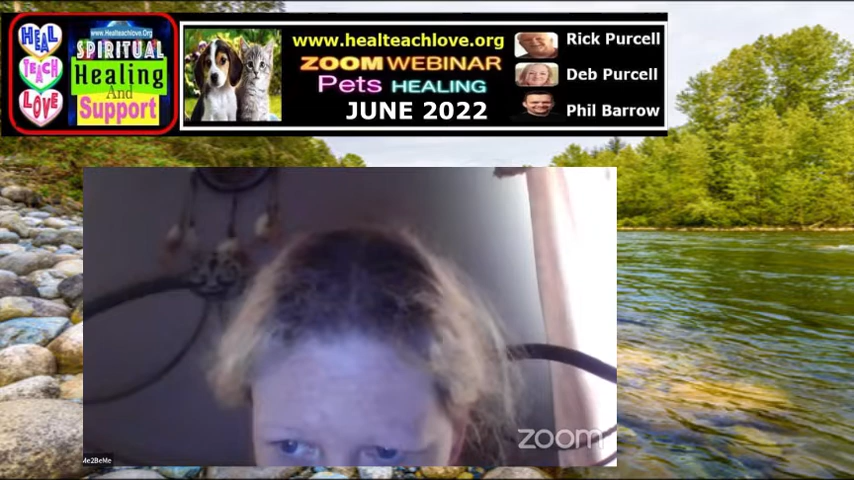 www.Healteachlove.Org
HEAL
TEACH
LOVE
SPIRITUAL
Healing
And
Support
www.healteachlove.org
ZOOM WEBINAR
Pets HEALING
JUNE 2022
Rick Purcell
Deb Purcell
Phil Barrow
zoom
Me2BeMe